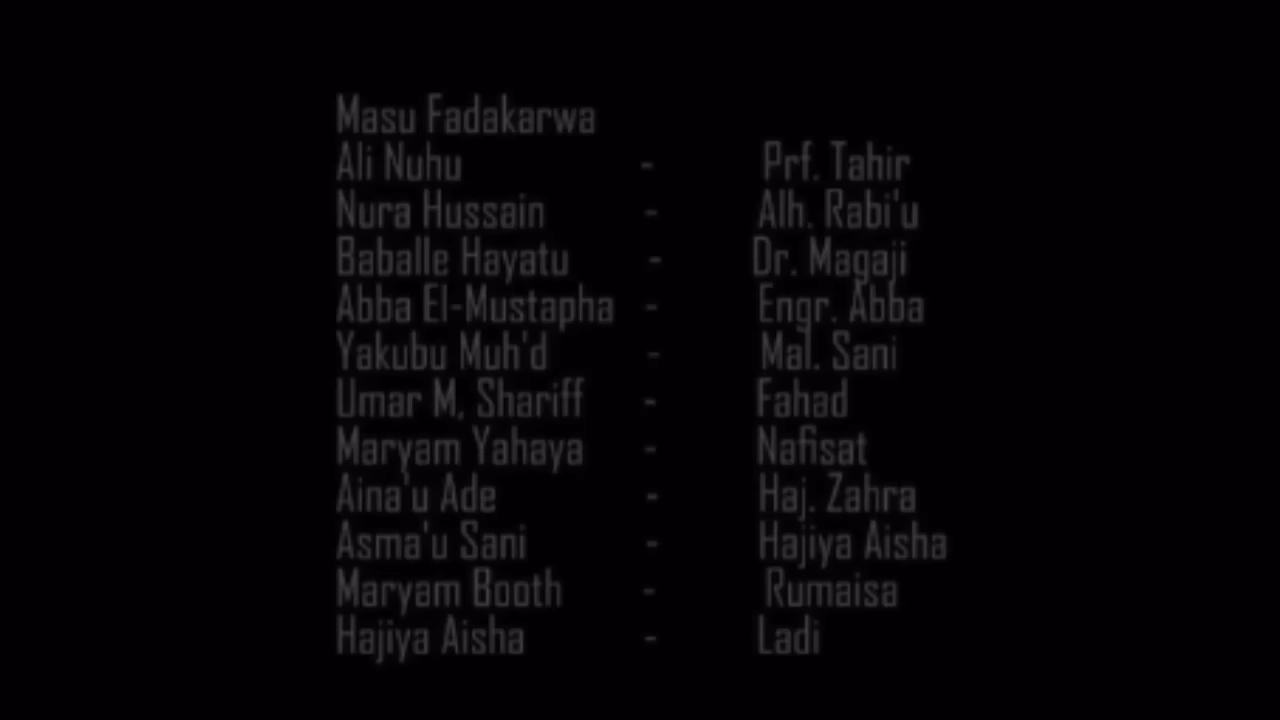 Masu Fadakarwa
Ali Nuhu - Prf. Tahir
Nura Hussain - Alh. Rabi'u
Baballe Hayatu - Dr. Magaji
Abba El-Mustapha - Engr. Abba
Yakubu Muh'd - Mal. Sani
Umar M, Shariff - Fahad
Maryam Yahaya - Nafisat
Aina'u Ade - Haj. Zahra
Asma'u Sani - Hajiya Aisha
Maryam Booth - Rumaisa
Hajiya Aisha - Ladi